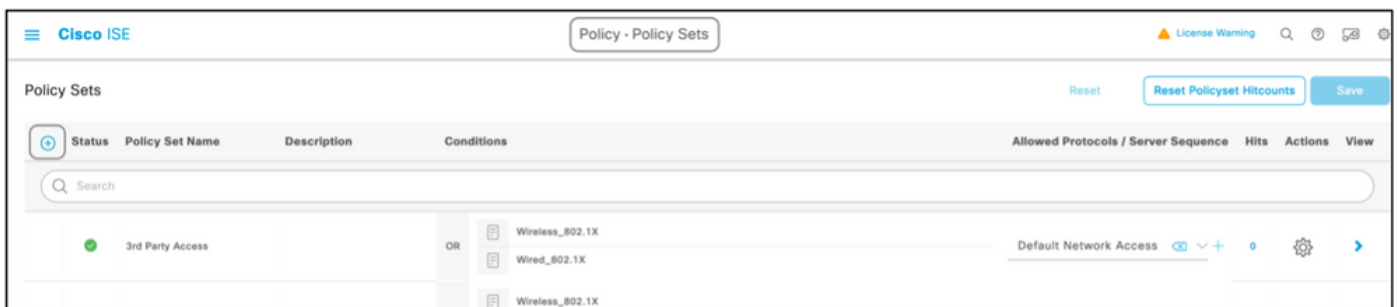 Cisco ISE
Policy · Policy Sets
License Warning
Policy Sets
Reset
Reset Policyset Hitcounts
Save
Status Policy Set Name Description Conditions Allowed Protocols / Server Sequence Hits Actions View
Search
3rd Party Access
OR
Wireless_802.1X
Wired_802.1X
Default Network Access
0
Wireless_802.1X